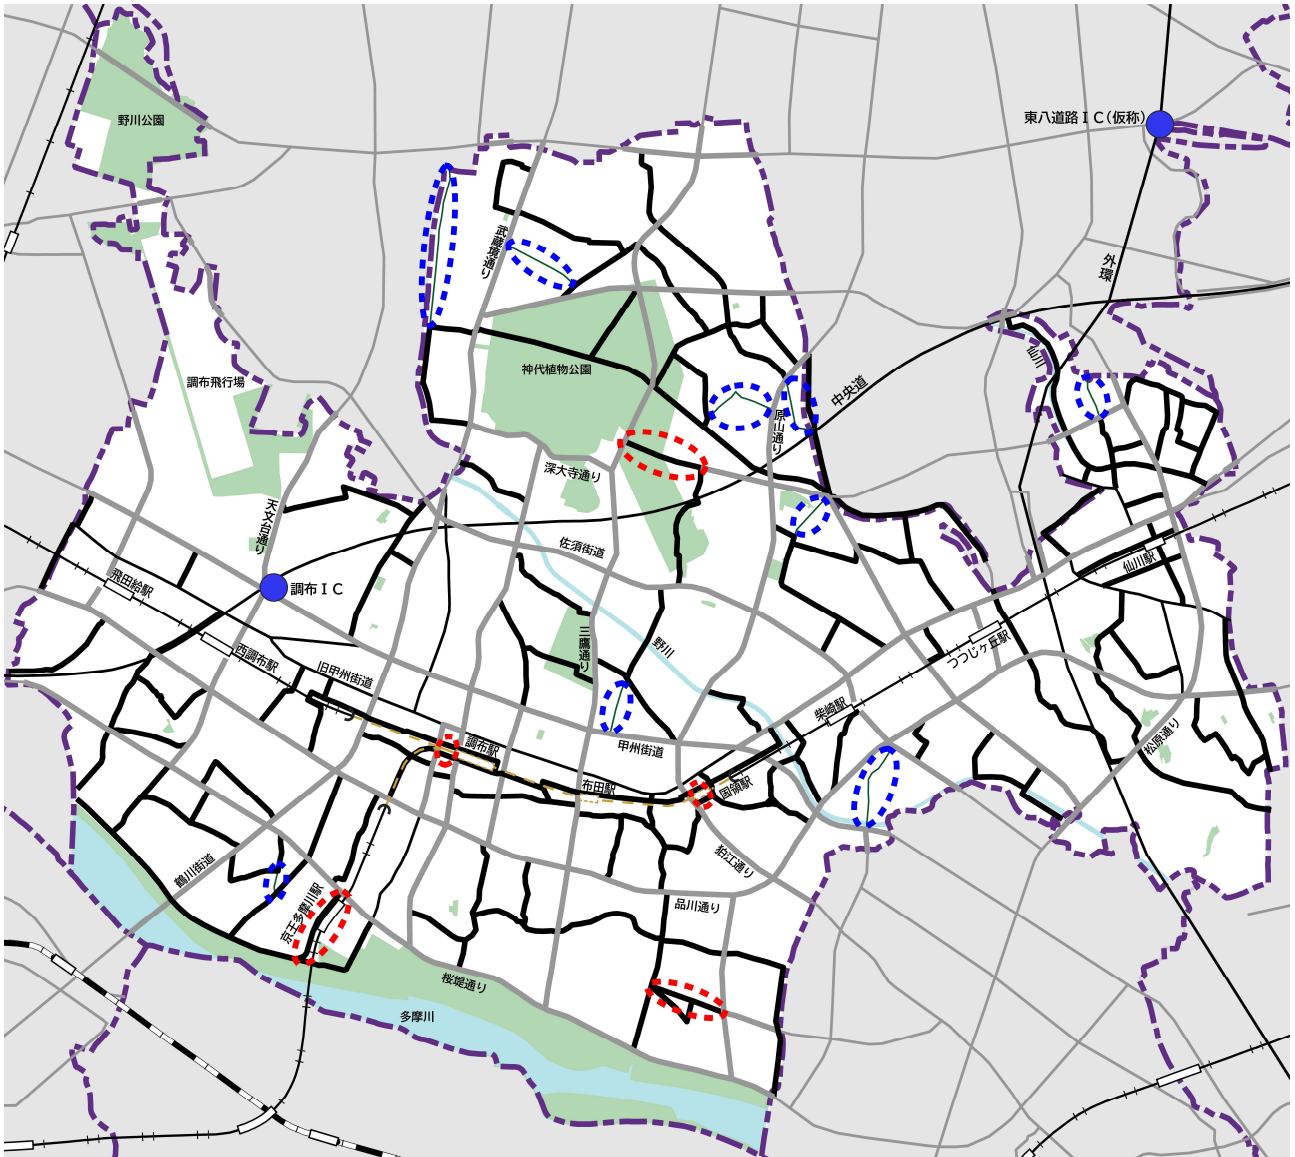 東八道路ＩＣ（仮称）
野川公園
武蔵境通り
外環
仙川
神代植物公園
調布飛行場
中央道
原山通り
深大寺通り
天文台通り
佐須街道
仙川駅
飛田給駅
調布ＩＣ
三鷹通り
野川
つつじヶ丘駅
西調布駅
旧甲州街道
柴崎駅
松原通り
調布駅
甲州街道
布田駅
国領駅
鶴川街道
狛江通り
京王多摩川駅
品川通り
桜堤通り
多摩川